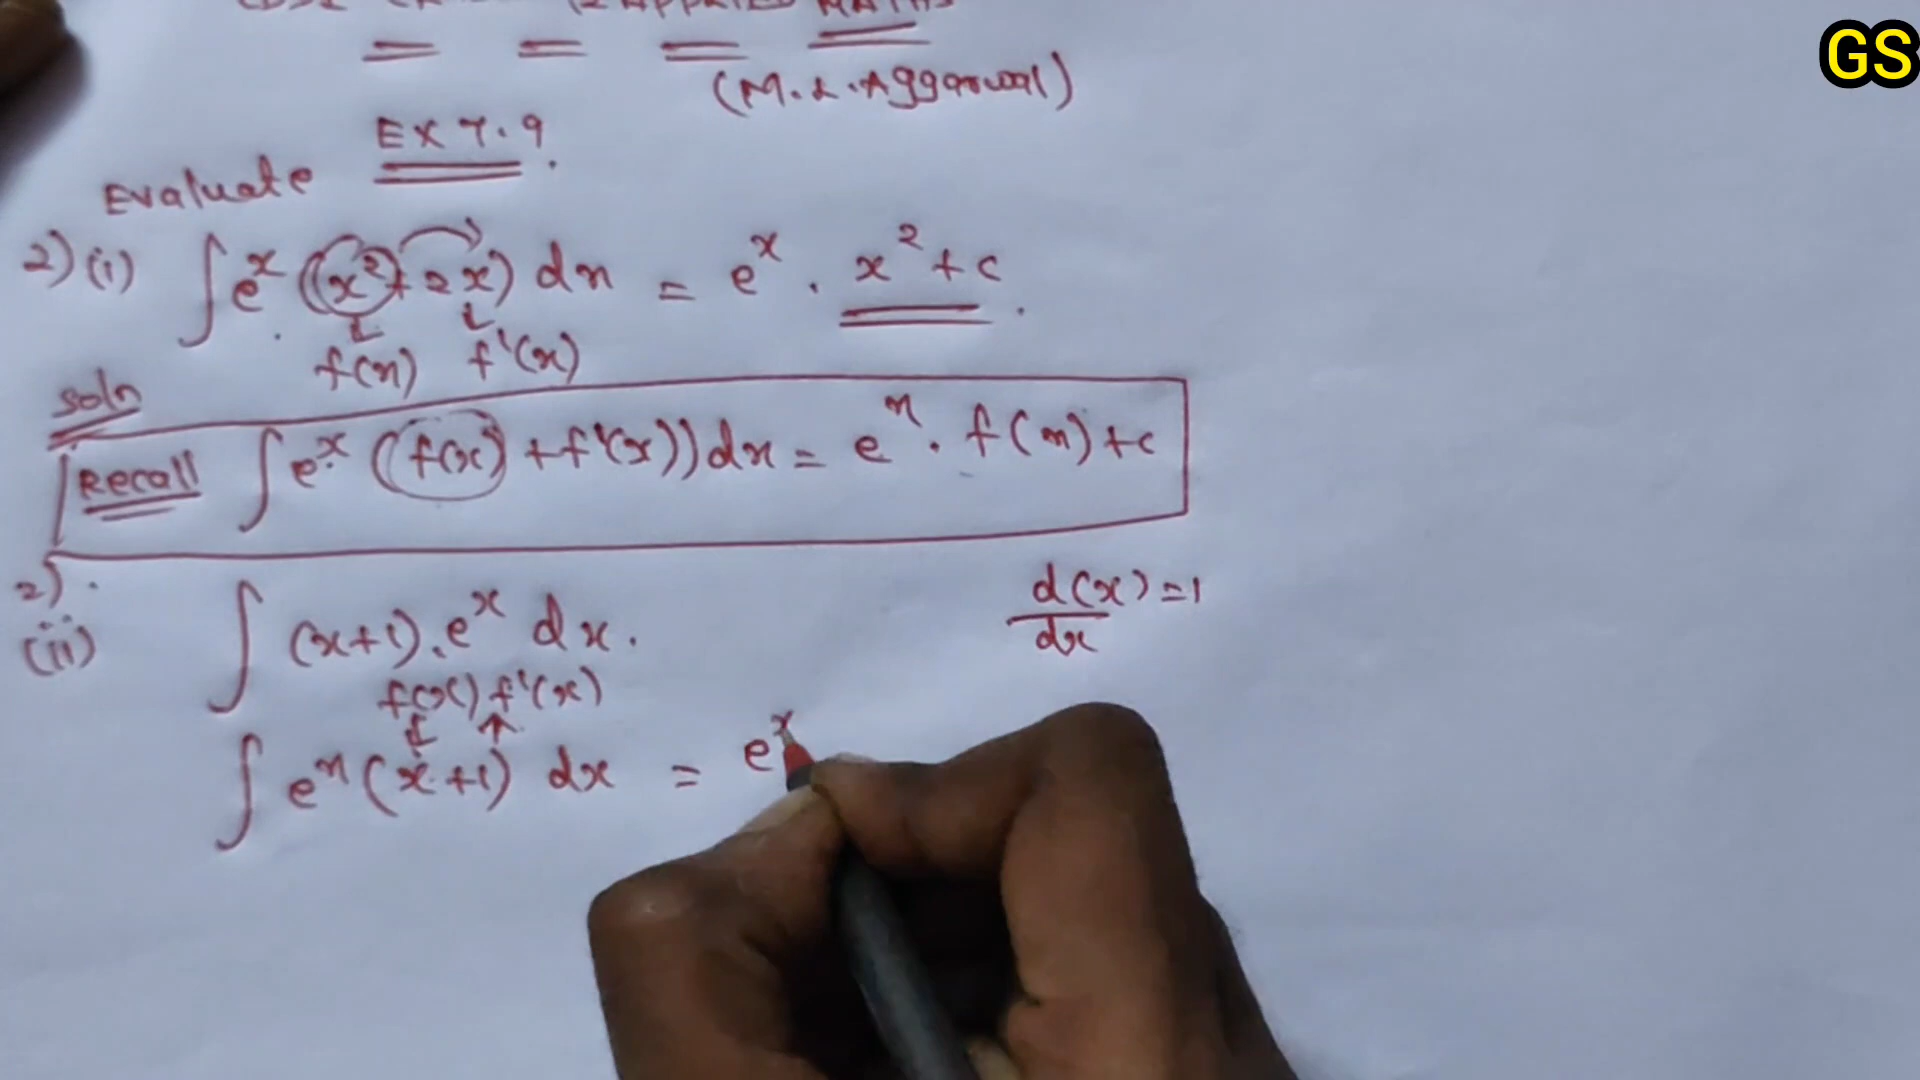 GS
MATHS
(M.L.Aggarwal)
EX 7.9.
Evaluate
2) (i) ∫e^x (x²+2x) dx = e^x . x²+c.
f(x) f'(x)
Soln
Recall ∫e^x (f(x)+f'(x)) dx = e^x . f(x)+c
2).
(ii) ∫(x+1).e^x dx.
d(x)/dx = 1
f(x) f'(x)
∫e^x (x+1) dx = e^x